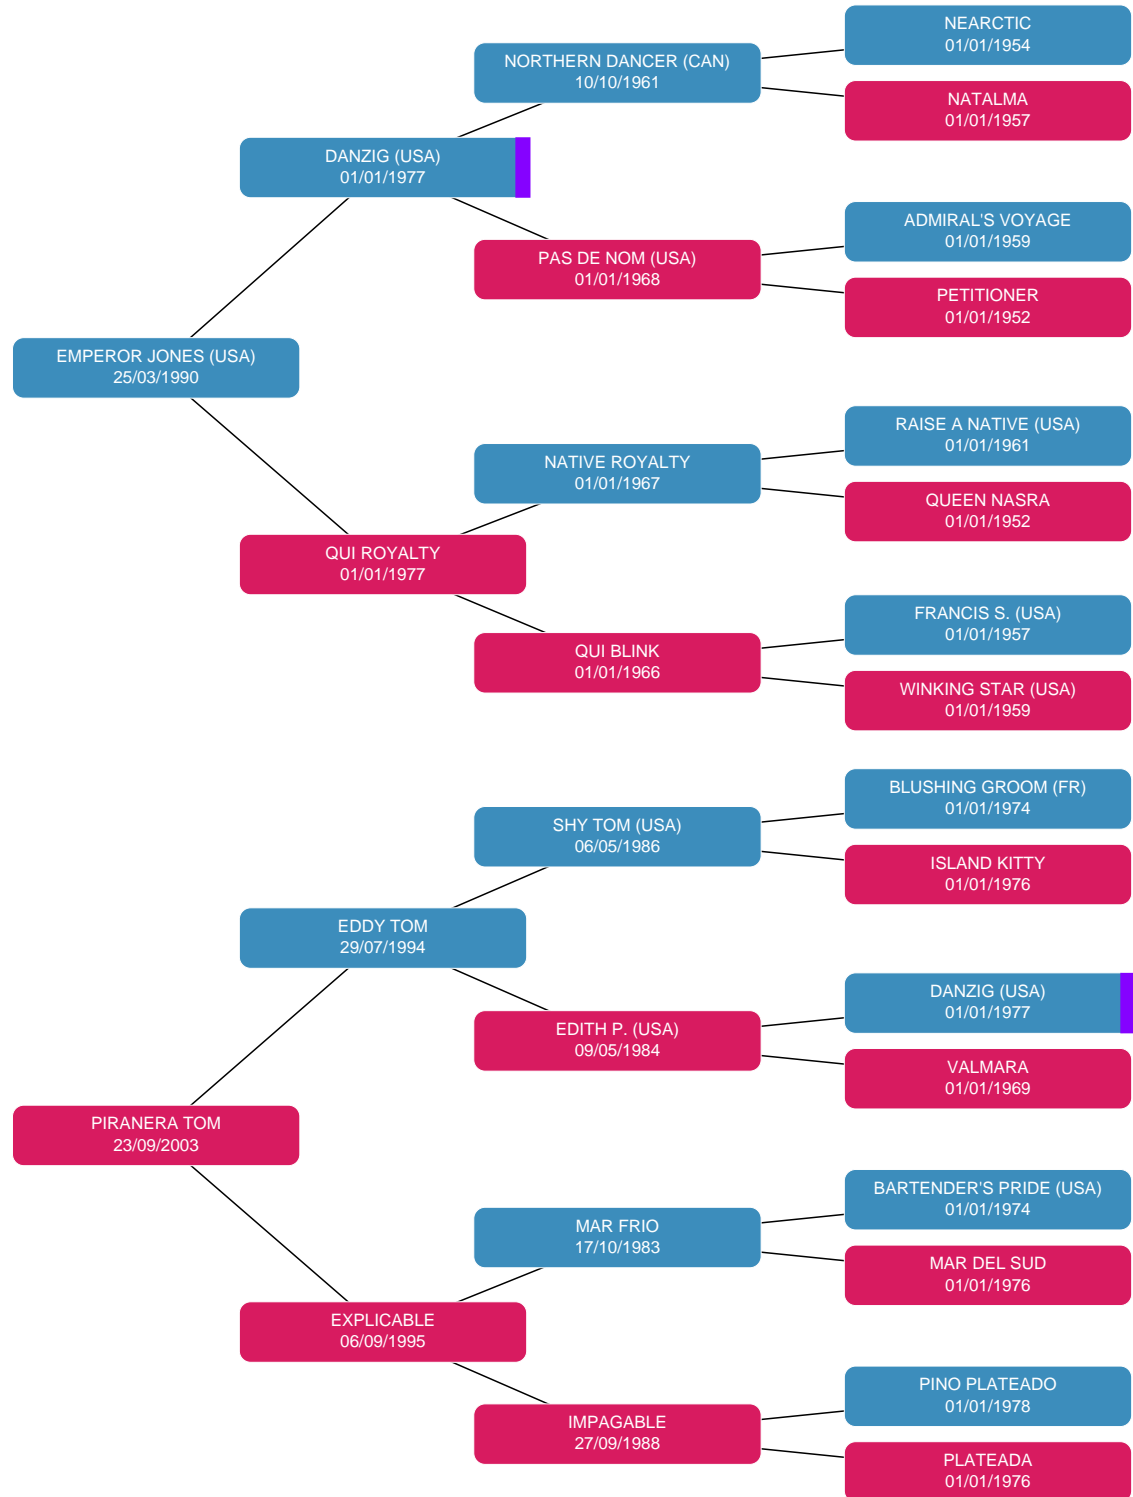 NEARCTIC
01/01/1954
NORTHERN DANCER (CAN)
10/10/1961
NATALMA
01/01/1957
DANZIG (USA)
01/01/1977
ADMIRAL'S VOYAGE
01/01/1959
PAS DE NOM (USA)
01/01/1968
PETITIONER
01/01/1952
EMPEROR JONES (USA)
25/03/1990
RAISE A NATIVE (USA)
01/01/1961
NATIVE ROYALTY
01/01/1967
QUEEN NASRA
01/01/1952
QUI ROYALTY
01/01/1977
FRANCIS S. (USA)
01/01/1957
QUI BLINK
01/01/1966
WINKING STAR (USA)
01/01/1959
BLUSHING GROOM (FR)
01/01/1974
SHY TOM (USA)
06/05/1986
ISLAND KITTY
01/01/1976
EDDY TOM
29/07/1994
DANZIG (USA)
01/01/1977
EDITH P. (USA)
09/05/1984
VALMARA
01/01/1969
PIRANERA TOM
23/09/2003
BARTENDER'S PRIDE (USA)
01/01/1974
MAR FRIO
17/10/1983
MAR DEL SUD
01/01/1976
EXPLICABLE
06/09/1995
PINO PLATEADO
01/01/1978
IMPAGABLE
27/09/1988
PLATEADA
01/01/1976